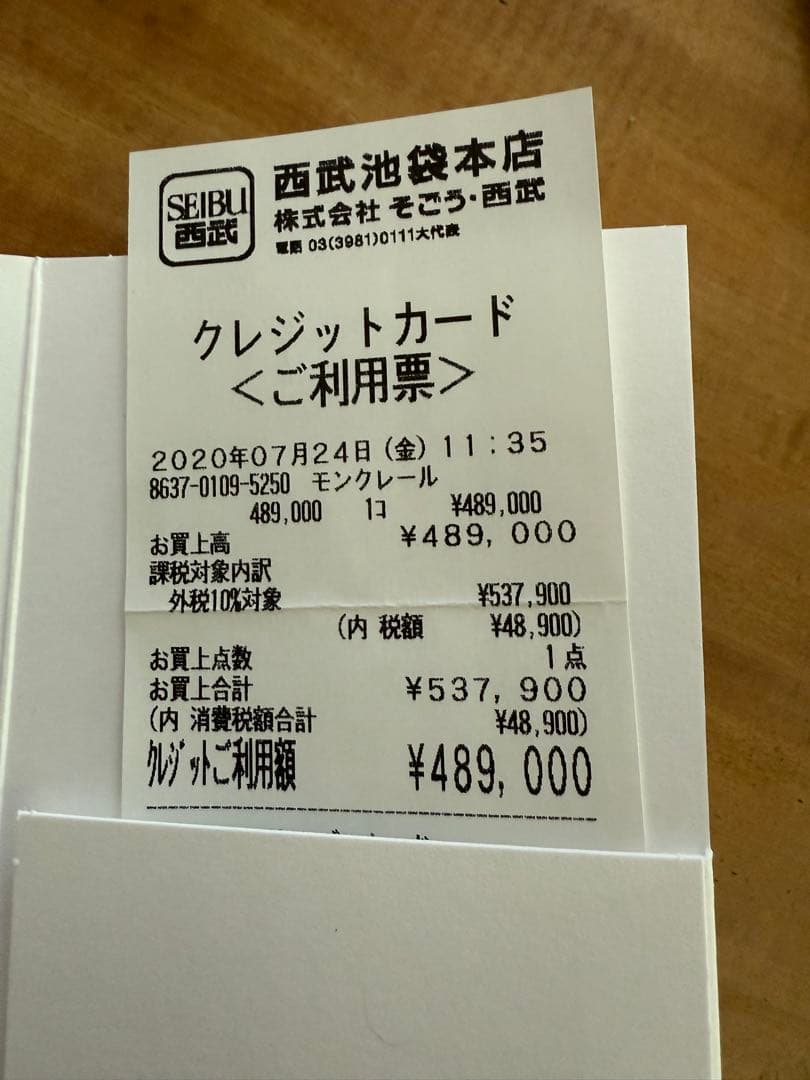 SEIBU
西武
西武池袋本店
株式会社 そごう・西武
電話 03(3981)0111大代表
クレジットカード
<ご利用票>
2020年07月24日(金)11:35
8637-0109-5250 モンクレール
489,000 1コ ¥489,000
お買上高 ¥489,000
課税対象内訳
外税10%対象 ¥537,900
(内 税額 ¥48,900)
お買上点数 1点
お買上合計 ¥537,900
(内 消費税額合計 ¥48,900)
クレジットご利用額 ¥489,000